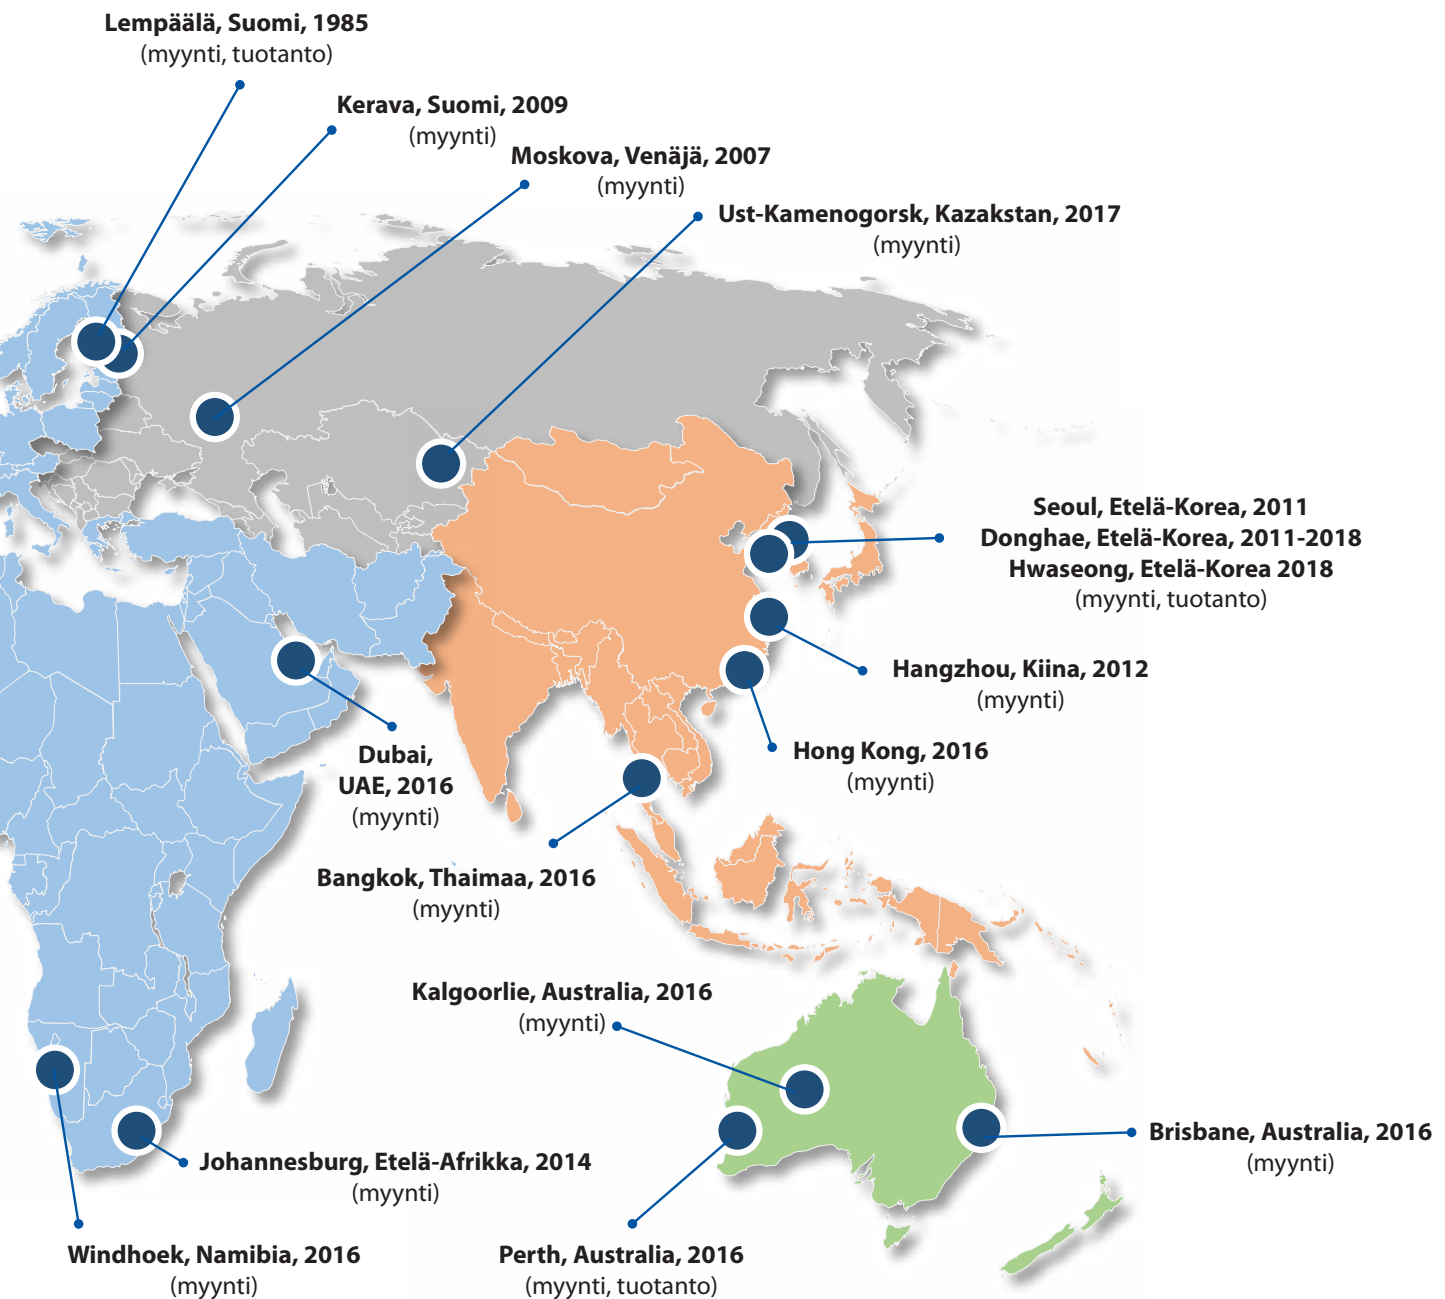 Lempäälä, Suomi, 1985
(myynti, tuotanto)
Kerava, Suomi, 2009
(myynti)
Moskova, Venäjä, 2007
(myynti)
Ust-Kamenogorsk, Kazakstan, 2017
(myynti)
Seoul, Etelä-Korea, 2011
Donghae, Etelä-Korea, 2011-2018
Hwaseong, Etelä-Korea 2018
(myynti, tuotanto)
Hangzhou, Kiina, 2012
(myynti)
Hong Kong, 2016
(myynti)
Dubai,
UAE, 2016
(myynti)
Bangkok, Thaimaa, 2016
(myynti)
Kalgoorlie, Australia, 2016
(myynti)
Brisbane, Australia, 2016
(myynti)
Johannesburg, Etelä-Afrikka, 2014
(myynti)
Windhoek, Namibia, 2016
(myynti)
Perth, Australia, 2016
(myynti, tuotanto)